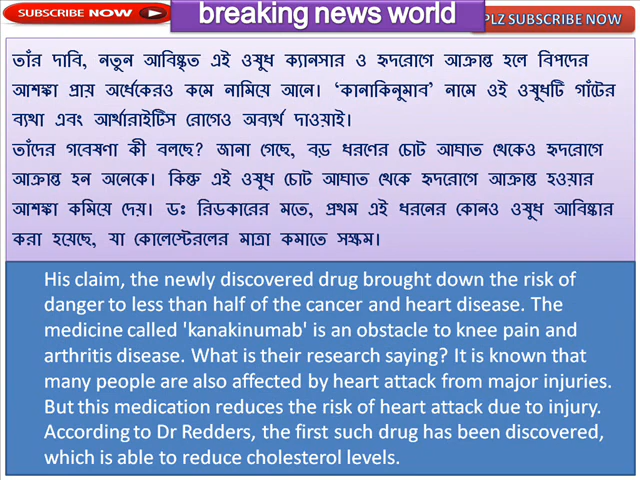 SUBSCRIBE NOW
breaking news world
PLZ SUBSCRIBE NOW
তাঁর দাবি, নতুন আবিষ্কৃত এই ওষুধ ক্যানসার ও হৃদরোগে আক্রান্ত হলে বিপদের
আশঙ্কা প্রায় অর্ধেকেরও কমে নামিয়ে আনে। ‘কানাকিনুমাব’ নামে ওই ওষুধটি গাঁটের
ব্যথা এবং আর্থারাইটিস রোগেও অব্যর্থ দাওয়াই।
তাঁদের গবেষণা কী বলছে? জানা গেছে, বড় ধরণের চোট আঘাত থেকেও হৃদরোগে
আক্রান্ত হন অনেকে। কিন্তু এই ওষুধ চোট আঘাত থেকে হৃদরোগে আক্রান্ত হওয়ার
আশঙ্কা কমিয়ে দেয়। ডঃ রিডকারের মতে, প্রথম এই ধরনের কোনও ওষুধ আবিষ্কার
করা হয়েছে, যা কোলেস্টেরলের মাত্রা কমাতে সক্ষম।
His claim, the newly discovered drug brought down the risk of
danger to less than half of the cancer and heart disease. The
medicine called 'kanakinumab' is an obstacle to knee pain and
arthritis disease. What is their research saying? It is known that
many people are also affected by heart attack from major injuries.
But this medication reduces the risk of heart attack due to injury.
According to Dr Redders, the first such drug has been discovered,
which is able to reduce cholesterol levels.